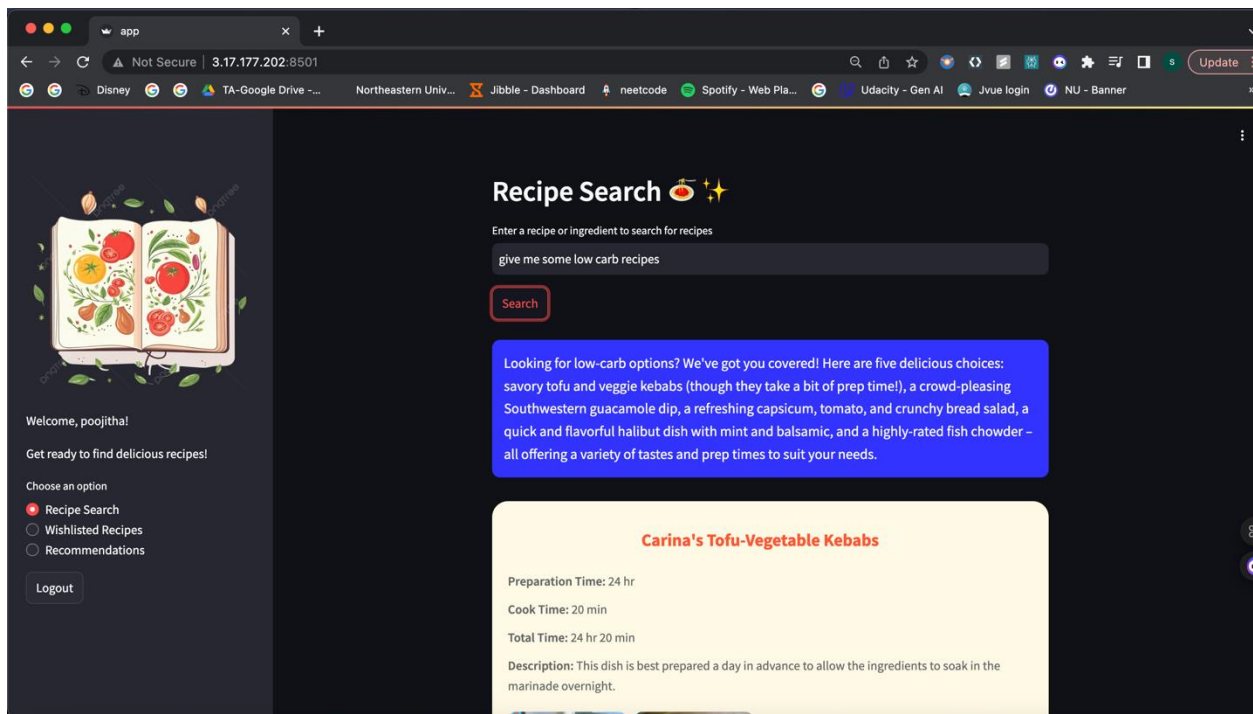 app
Not Secure | 3.17.177.202:8501
Update
Disney
TA-Google Drive -...
Northeastern Univ...
Jibble - Dashboard
neetcode
Spotify - Web Pla...
Udacity - Gen AI
Jvue login
NU - Banner
Recipe Search
Enter a recipe or ingredient to search for recipes
give me some low carb recipes
Search
Looking for low-carb options? We've got you covered! Here are five delicious choices:
savory tofu and veggie kebabs (though they take a bit of prep time!), a crowd-pleasing
Southwestern guacamole dip, a refreshing capsicum, tomato, and crunchy bread salad, a
quick and flavorful halibut dish with mint and balsamic, and a highly-rated fish chowder –
all offering a variety of tastes and prep times to suit your needs.
Welcome, poojitha!
Get ready to find delicious recipes!
Choose an option
Recipe Search
Wishlisted Recipes
Recommendations
Logout
Carina's Tofu-Vegetable Kebabs
Preparation Time: 24 hr
Cook Time: 20 min
Total Time: 24 hr 20 min
Description: This dish is best prepared a day in advance to allow the ingredients to soak in the
marinade overnight.